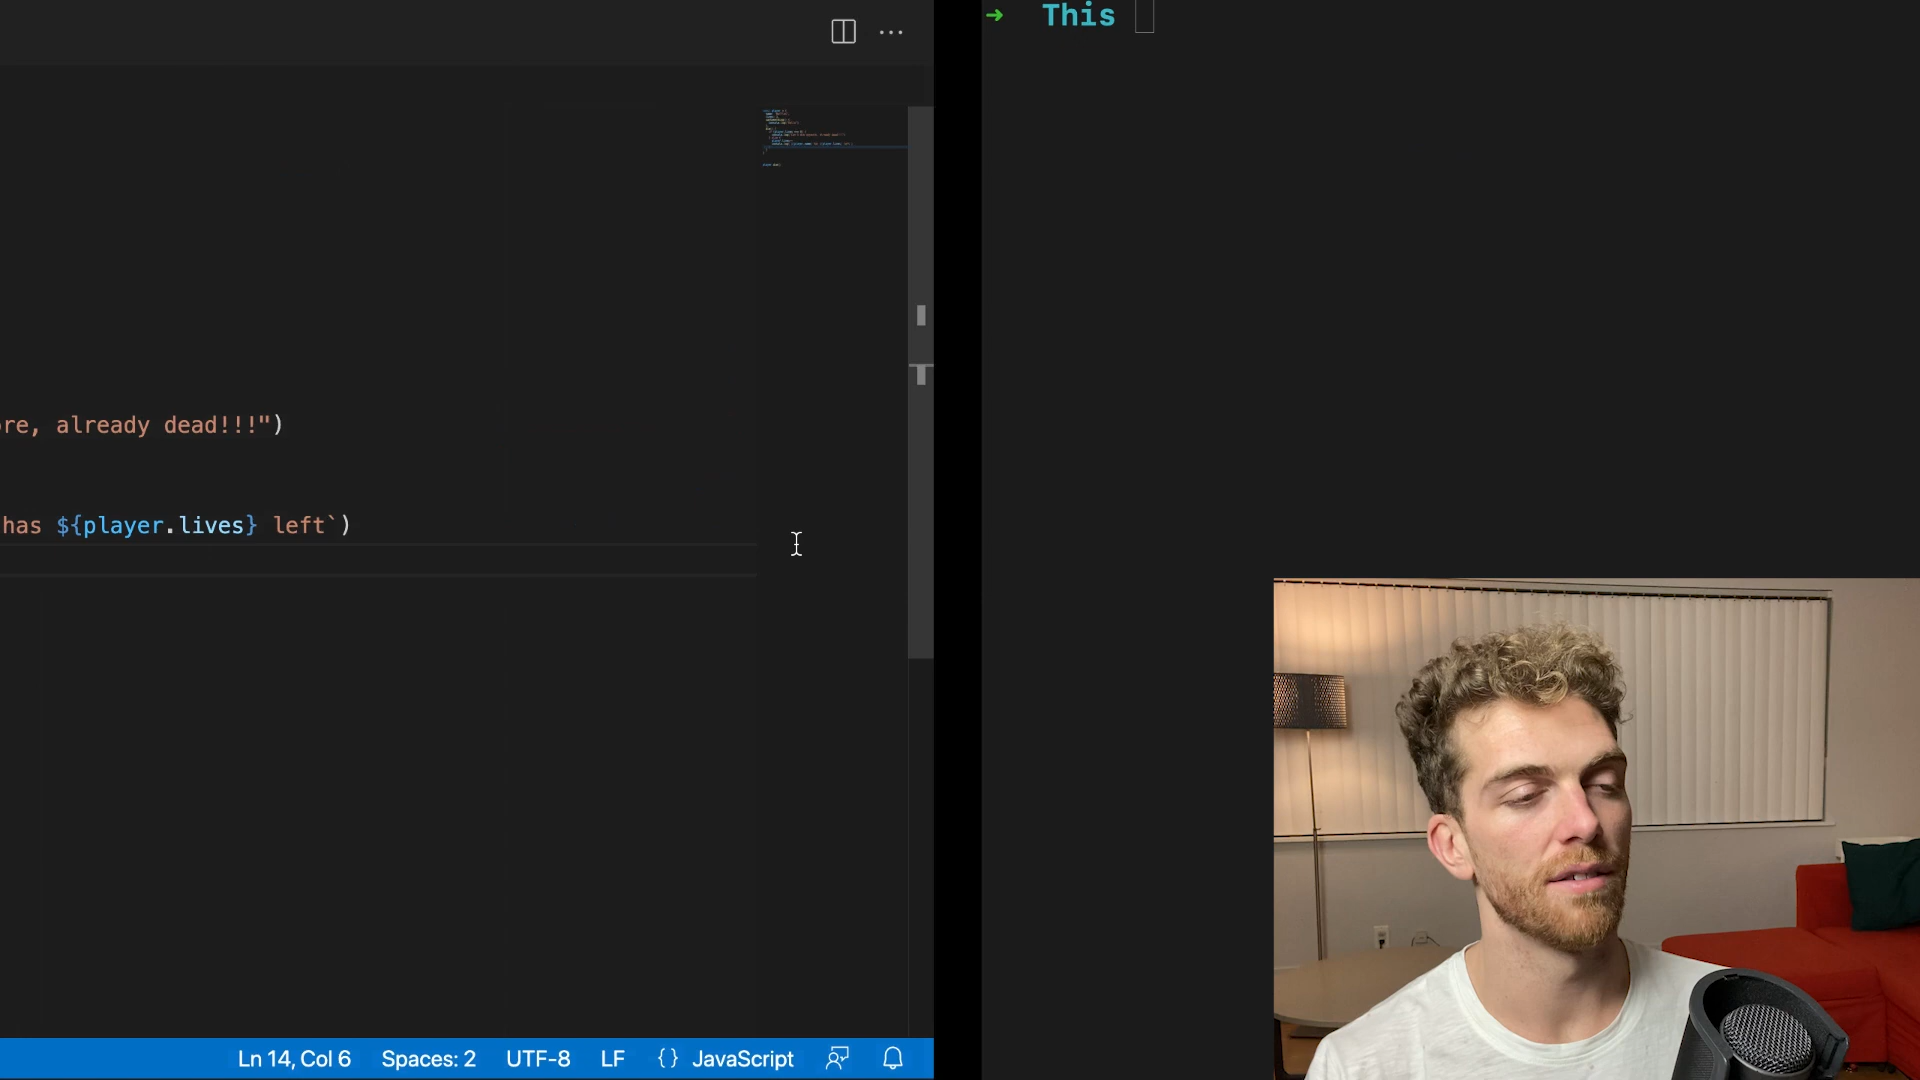 This
re, already dead!!!")
has ${player.lives} left`)
Ln 14, Col 6 Spaces: 2 UTF-8 LF {} JavaScript